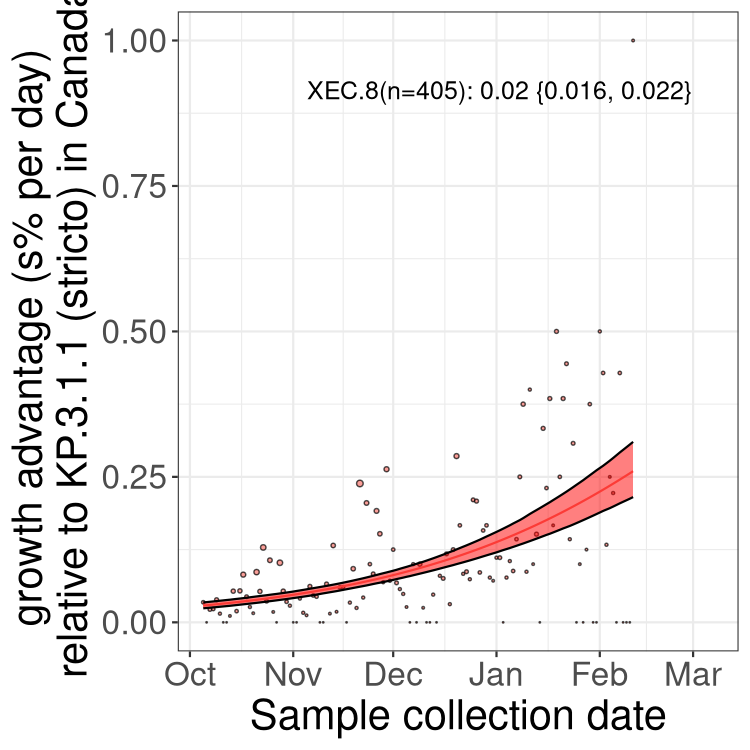 growth advantage (s% per day)
relative to KP.3.1.1 (stricto) in Canada
1.00
0.75
0.50
0.25
0.00
XEC.8(n=405): 0.02 {0.016, 0.022}
Oct Nov Dec Jan Feb Mar
Sample collection date